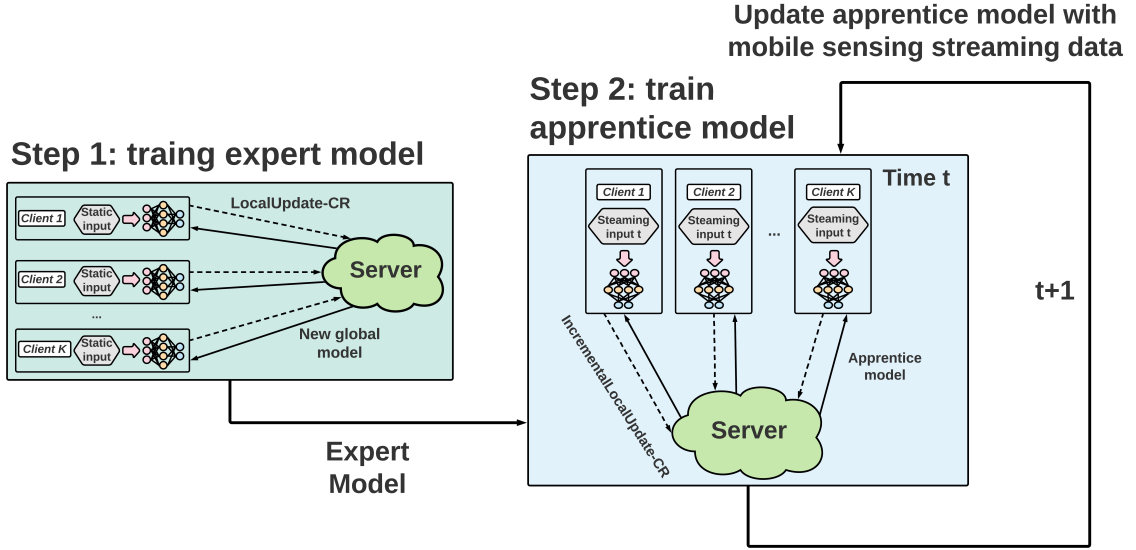 Update apprentice model with
mobile sensing streaming data
Step 2: train
apprentice model
Step 1: traing expert model
Time t
Client 1
Client 2
Client K
Steaming
input t
Steaming
input t
...
Steaming
input t
LocalUpdate-CR
Client 1
Static
input
Server
Client 2
Static
input
...
Client K
Static
input
New global
model
t+1
IncrementalLocalUpdate-CR
Apprentice
model
Server
Expert
Model